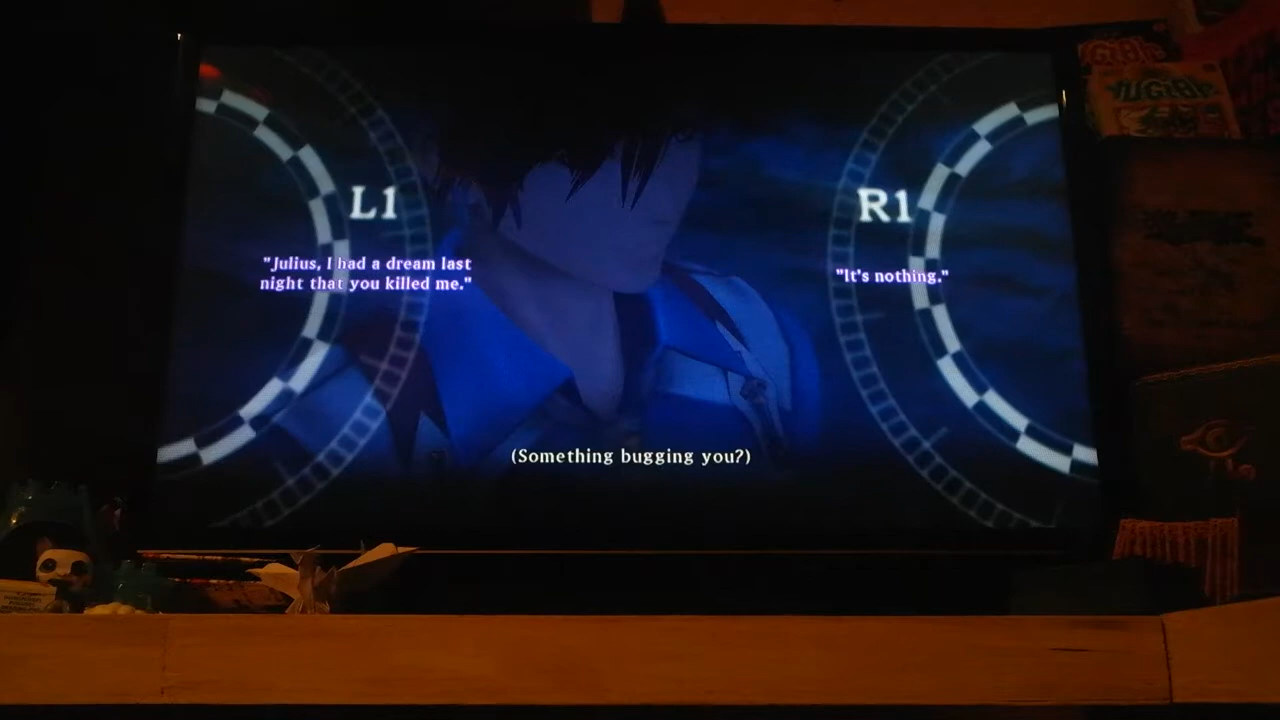 L1
R1
"Julius, I had a dream last
night that you killed me."
"It's nothing."
(Something bugging you?)